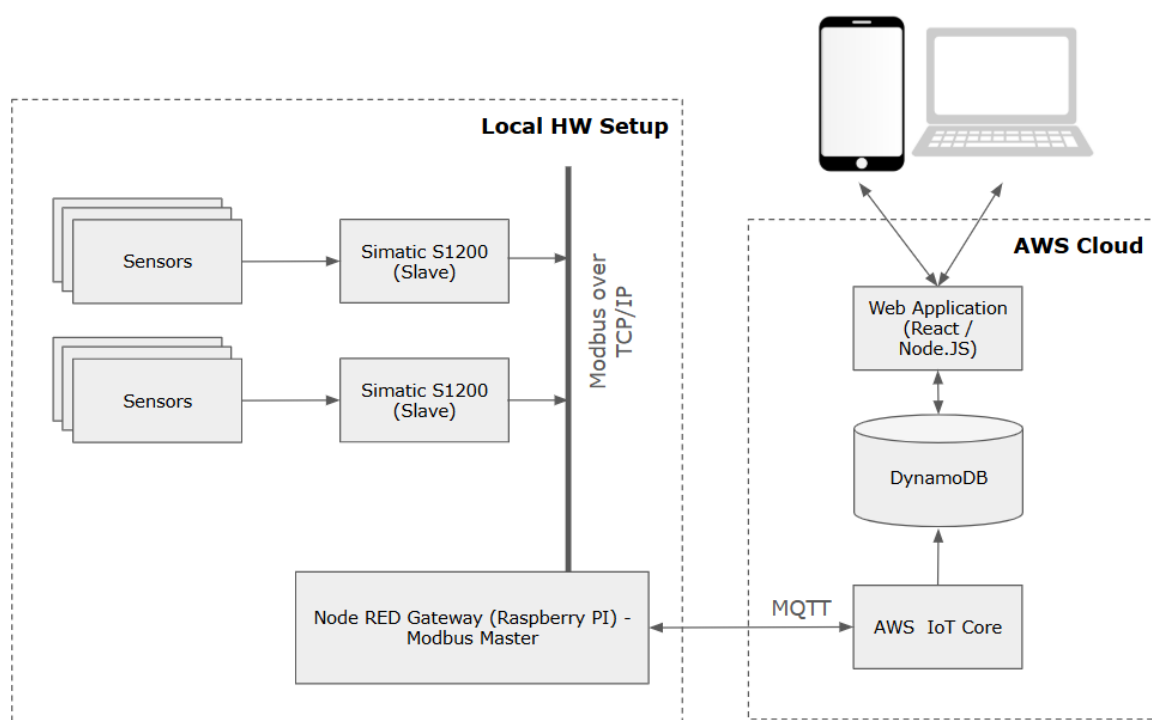 Local HW Setup
Sensors
Simatic S1200
(Slave)
Modbus over
TCP/IP
Sensors
Simatic S1200
(Slave)
Node RED Gateway (Raspberry PI) -
Modbus Master
MQTT
AWS Cloud
Web Application
(React /
Node.JS)
DynamoDB
AWS IoT Core